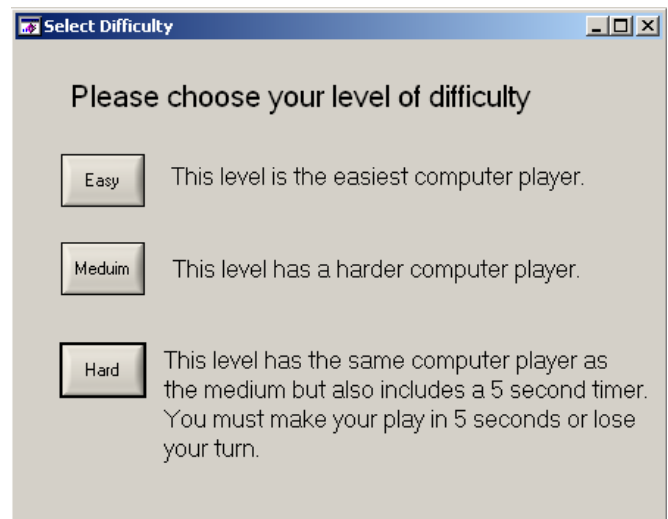 Select Difficulty
Please choose your level of difficulty
Easy
This level is the easiest computer player.
Meduim
This level has a harder computer player.
Hard
This level has the same computer player as
the medium but also includes a 5 second timer.
You must make your play in 5 seconds or lose
your turn.